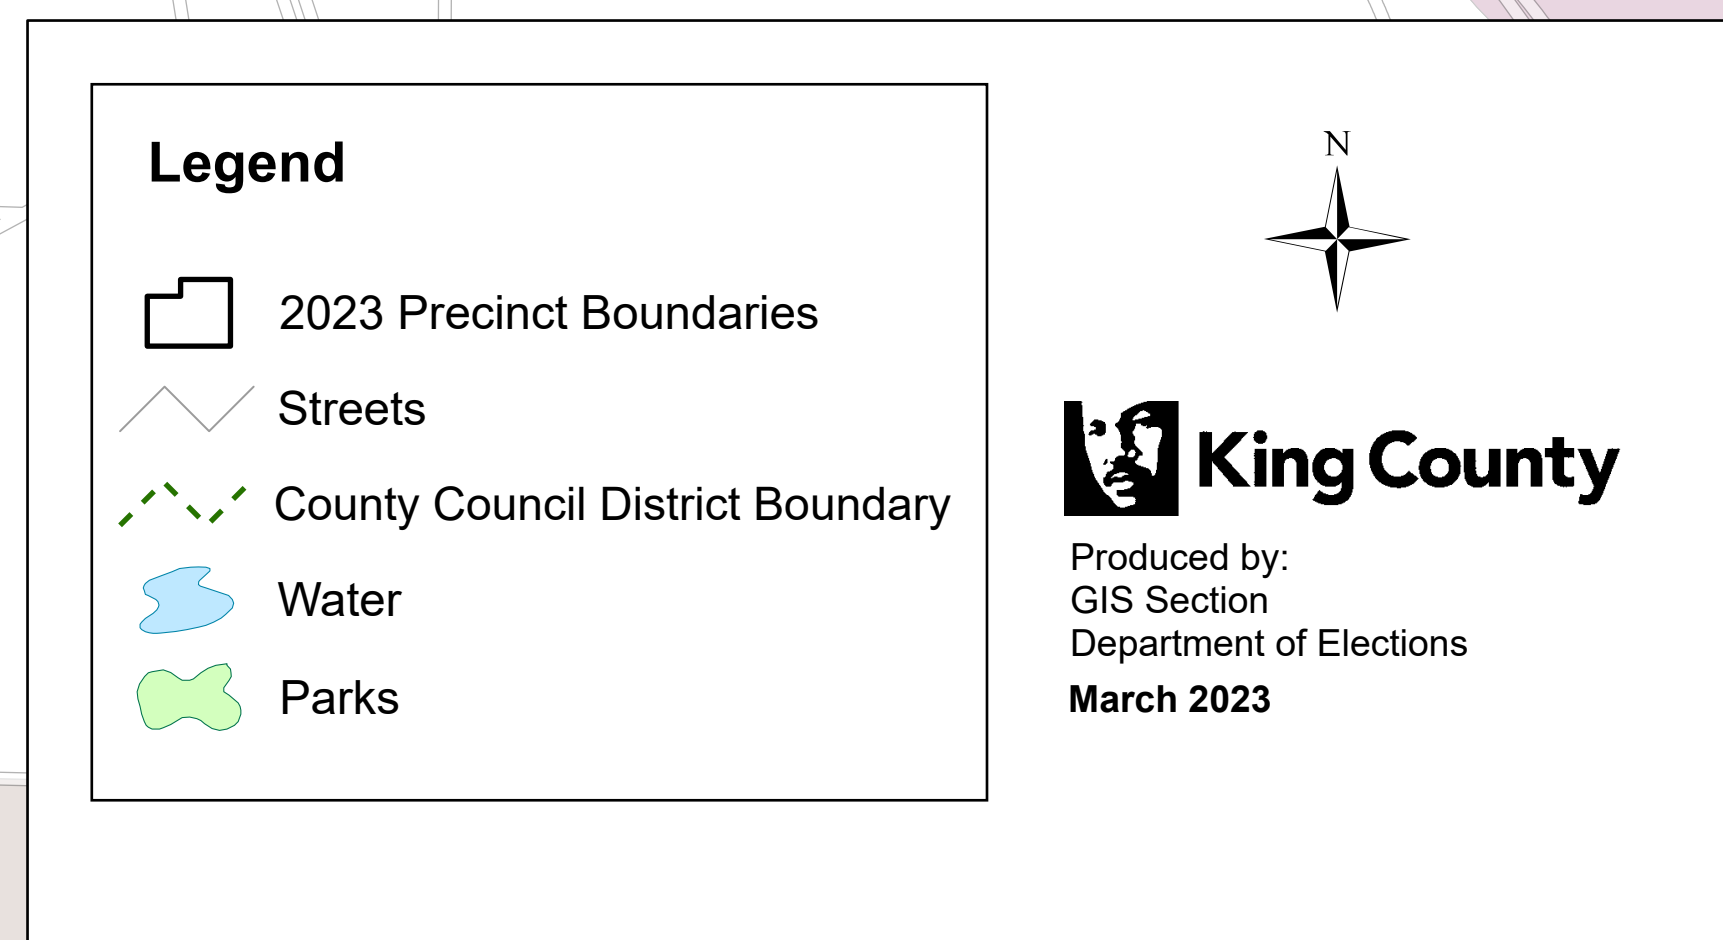 Legend
2023 Precinct Boundaries
Streets
County Council District Boundary
Water
Parks
N
King County
Produced by:
GIS Section
Department of Elections
March 2023